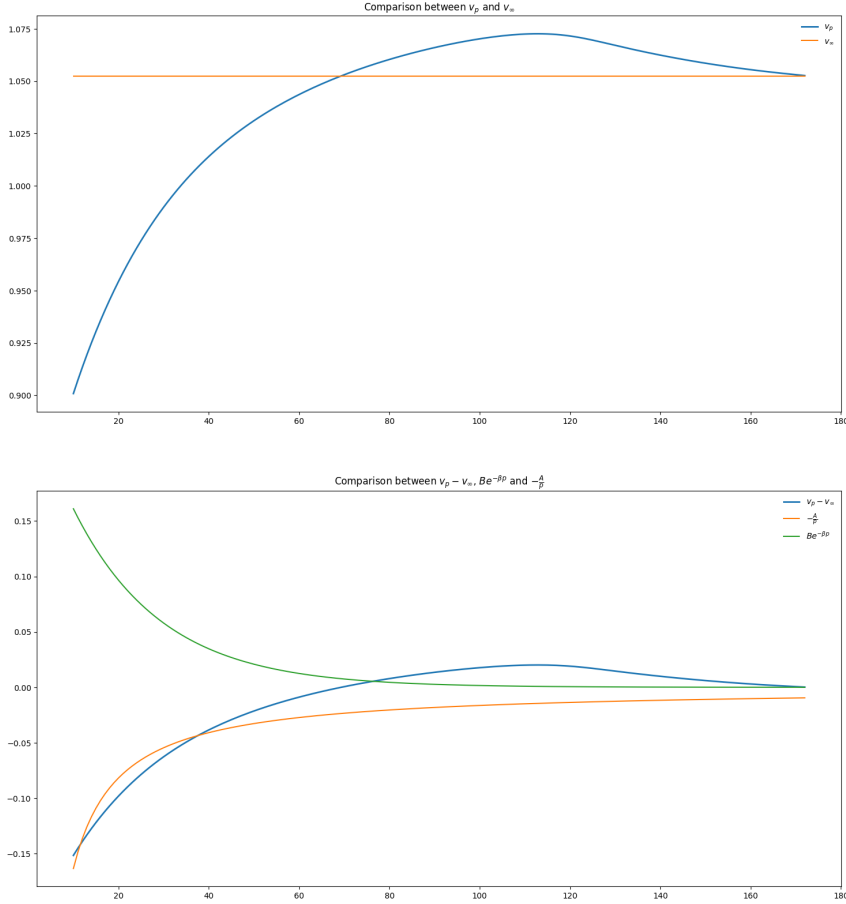 Comparison between $v_p$ and $v_\infty$
1.075
1.050
1.025
1.000
0.975
0.950
0.925
0.900
$v_p$
$v_\infty$
20 40 60 80 100 120 140 160 180
Comparison between $v_p - v_\infty$, $Be^{-\beta p}$ and $-\frac{A}{p}$
0.15
0.10
0.05
0.00
−0.05
−0.10
−0.15
$v_p - v_\infty$
$-\frac{A}{p}$
$Be^{-\beta p}$
20 40 60 80 100 120 140 160 180